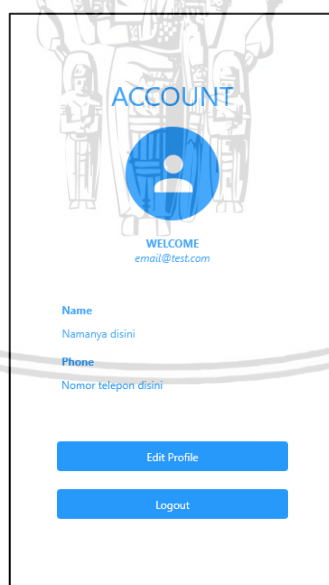 ACCOUNT
WELCOME
email@test.com
Name
Namanya disini
Phone
Nomor telepon disini
Edit Profile
Logout